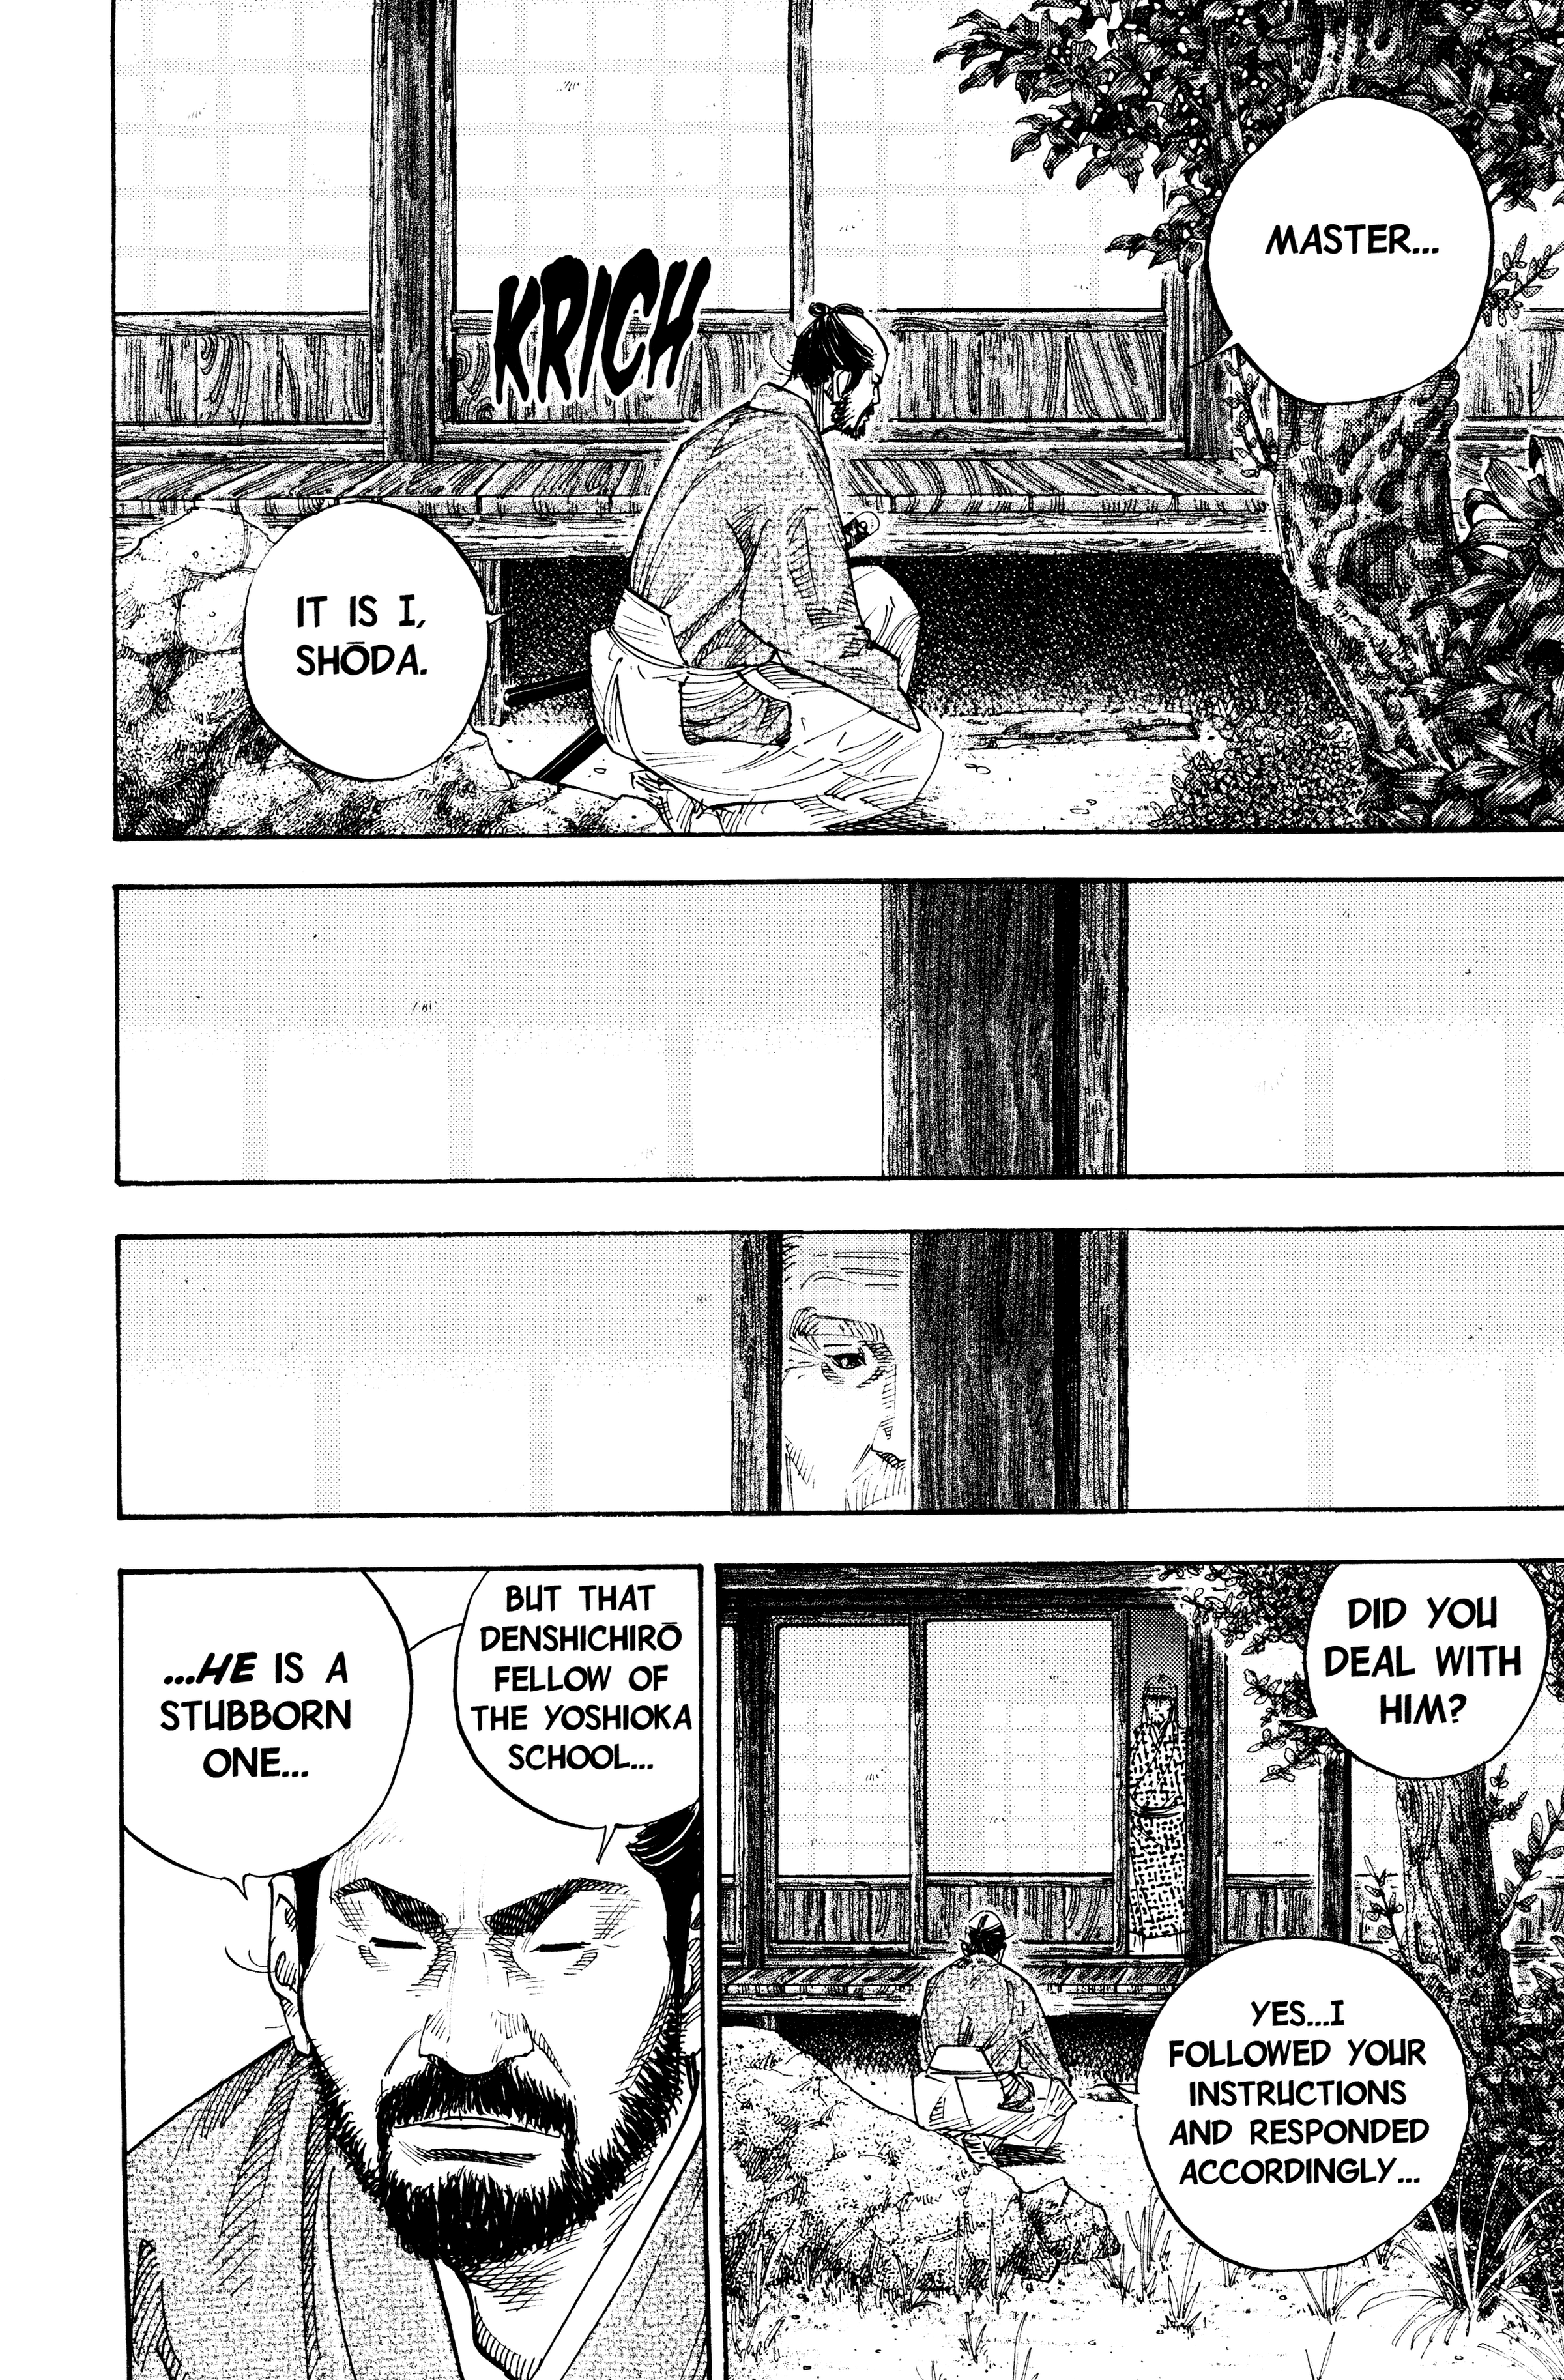 MASTER...
KRICH
IT IS I,
SHŌDA.
DID YOU
DEAL WITH
HIM?
YES...I
FOLLOWED YOUR
INSTRUCTIONS
AND RESPONDED
ACCORDINGLY...
BUT THAT
DENSHICHIRŌ
FELLOW OF
THE YOSHIOKA
SCHOOL...
...HE IS A
STUBBORN
ONE...